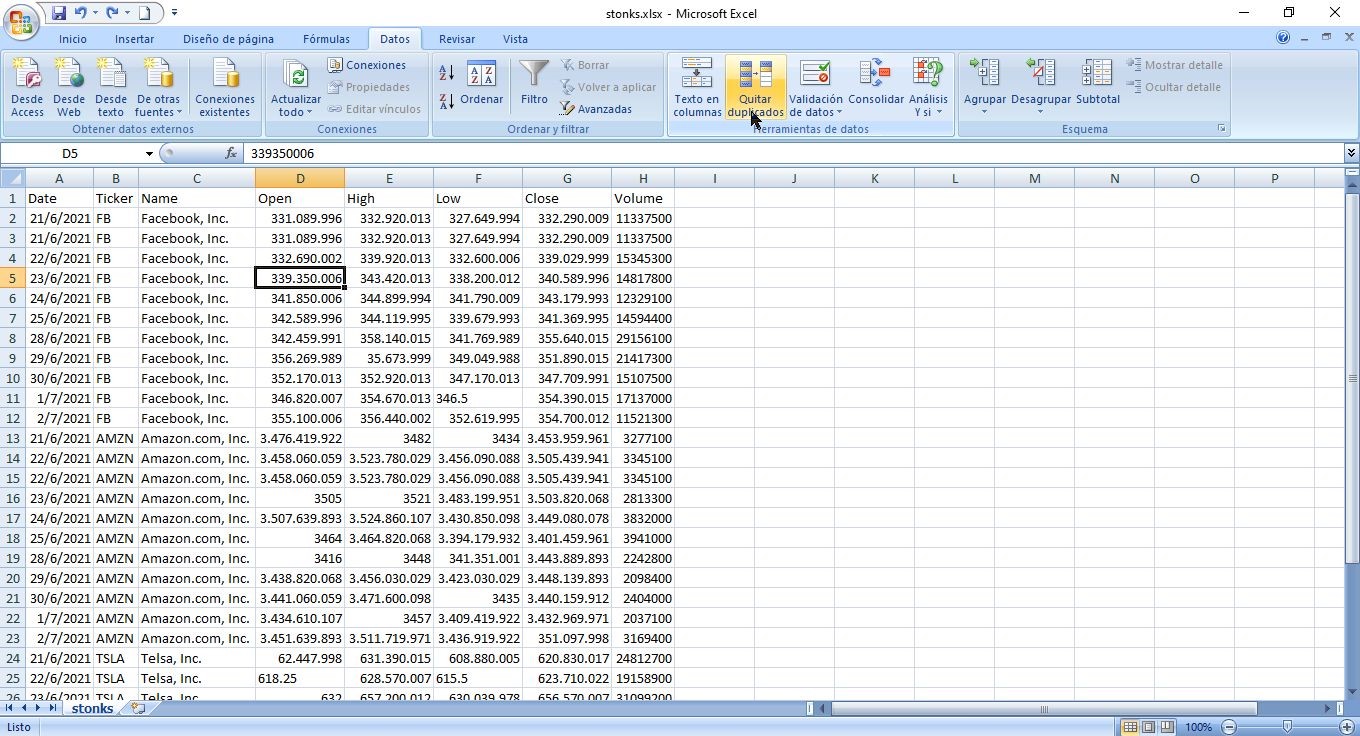 stonks.xlsx - Microsoft Excel
Inicio Insertar Diseño de página Fórmulas Datos Revisar Vista
Desde Access Desde Web Desde texto De otras fuentes Conexiones existentes
Obtener datos externos
Actualizar todo Conexiones Propiedades Editar vínculos
Conexiones
Ordenar Filtro Borrar Volver a aplicar Avanzadas
Ordenar y filtrar
Texto en columnas Quitar duplicados Validación de datos Consolidar Análisis Y si
Herramientas de datos
Agrupar Desagrupar Subtotal Mostrar detalle Ocultar detalle
Esquema
D5 fx 339350006
A B C D E F G H I J K L M N O P
1 Date Ticker Name Open High Low Close Volume
2 21/6/2021 FB Facebook, Inc. 331.089.996 332.920.013 327.649.994 332.290.009 11337500
3 21/6/2021 FB Facebook, Inc. 331.089.996 332.920.013 327.649.994 332.290.009 11337500
4 22/6/2021 FB Facebook, Inc. 332.690.002 339.920.013 332.600.006 339.029.999 15345300
5 23/6/2021 FB Facebook, Inc. 339.350.006 343.420.013 338.200.012 340.589.996 14817800
6 24/6/2021 FB Facebook, Inc. 341.850.006 344.899.994 341.790.009 343.179.993 12329100
7 25/6/2021 FB Facebook, Inc. 342.589.996 344.119.995 339.679.993 341.369.995 14594400
8 28/6/2021 FB Facebook, Inc. 342.459.991 358.140.015 341.769.989 355.640.015 29156100
9 29/6/2021 FB Facebook, Inc. 356.269.989 35.673.999 349.049.988 351.890.015 21417300
10 30/6/2021 FB Facebook, Inc. 352.170.013 352.920.013 347.170.013 347.709.991 15107500
11 1/7/2021 FB Facebook, Inc. 346.820.007 354.670.013 346.5 354.390.015 17137000
12 2/7/2021 FB Facebook, Inc. 355.100.006 356.440.002 352.619.995 354.700.012 11521300
13 21/6/2021 AMZN Amazon.com, Inc. 3.476.419.922 3482 3434 3.453.959.961 3277100
14 22/6/2021 AMZN Amazon.com, Inc. 3.458.060.059 3.523.780.029 3.456.090.088 3.505.439.941 3345100
15 22/6/2021 AMZN Amazon.com, Inc. 3.458.060.059 3.523.780.029 3.456.090.088 3.505.439.941 3345100
16 23/6/2021 AMZN Amazon.com, Inc. 3505 3521 3.483.199.951 3.503.820.068 2813300
17 24/6/2021 AMZN Amazon.com, Inc. 3.507.639.893 3.524.860.107 3.430.850.098 3.449.080.078 3832000
18 25/6/2021 AMZN Amazon.com, Inc. 3464 3.464.820.068 3.394.179.932 3.401.459.961 3941000
19 28/6/2021 AMZN Amazon.com, Inc. 3416 3448 341.351.001 3.443.889.893 2242800
20 29/6/2021 AMZN Amazon.com, Inc. 3.438.820.068 3.456.030.029 3.423.030.029 3.448.139.893 2098400
21 30/6/2021 AMZN Amazon.com, Inc. 3.441.060.059 3.471.600.098 3435 3.440.159.912 2404000
22 1/7/2021 AMZN Amazon.com, Inc. 3.434.610.107 3457 3.409.419.922 3.432.969.971 2037100
23 2/7/2021 AMZN Amazon.com, Inc. 3.451.639.893 3.511.719.971 3.436.919.922 351.097.998 3169400
24 21/6/2021 TSLA Telsa, Inc. 62.447.998 631.390.015 608.880.005 620.830.017 24812700
25 22/6/2021 TSLA Telsa, Inc. 618.25 628.570.007 615.5 623.710.022 19158900
26 23/6/2021 TSLA Telsa, Inc. 632 657.200.012 630.039.978 656.570.007 31099200
stonks
Listo 100%